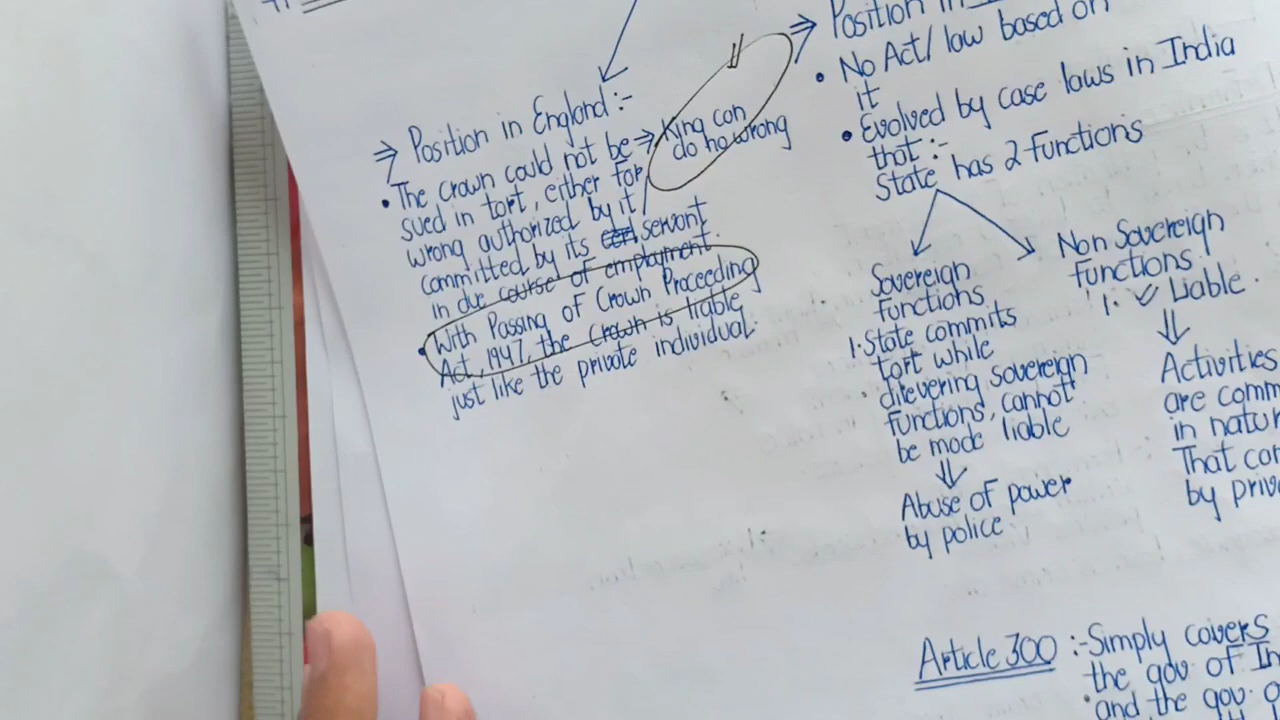 ⇒ Position in England :-
• The crown could not be ⇒ King can
do no wrong
sued in tort, either for
wrong authorized by it
committed by its servant
in due course of employment.
• With Passing of Crown Proceeding
Act, 1947, the Crown is liable
just like the private individual.
⇒ Position in
• No Act/ law based on
it
• Evolved by case laws in India
that :-
State has 2 functions
Sovereign
functions
1. State commits
tort while
dilevering sovereign
functions, cannot
be made liable
⇓
Abuse of power
by police
Non Sovereign
functions
1. ✓ Liable.
⇓
Activities
are comm
in natur
That can
by priv
Article 300 :- Simply covers
the gov of In
• and the gov